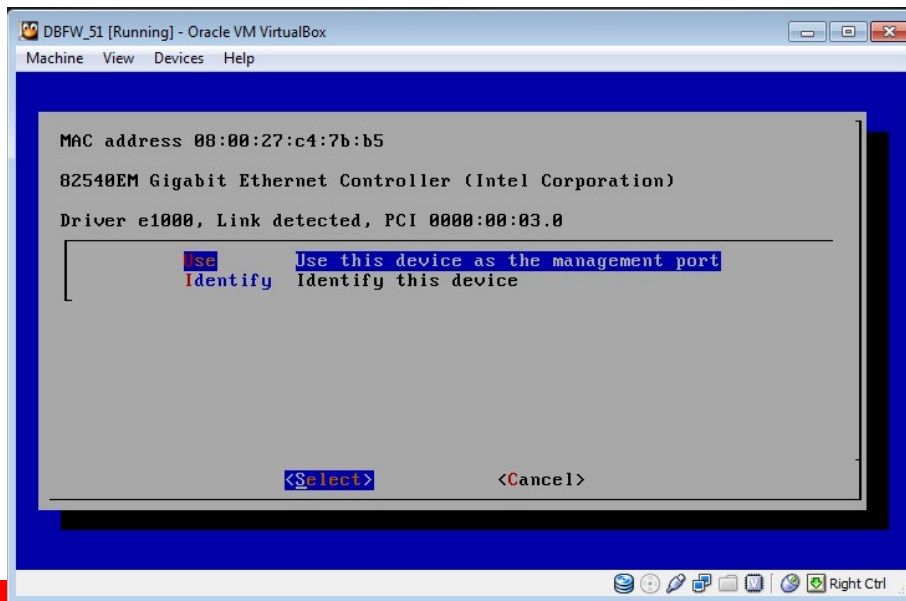 DBFW_51 [Running] - Oracle VM VirtualBox
Machine View Devices Help
MAC address 08:00:27:c4:7b:b5
82540EM Gigabit Ethernet Controller (Intel Corporation)
Driver e1000, Link detected, PCI 0000:00:03.0
Use Use this device as the management port
Identify Identify this device
<Select> <Cancel>
Right Ctrl